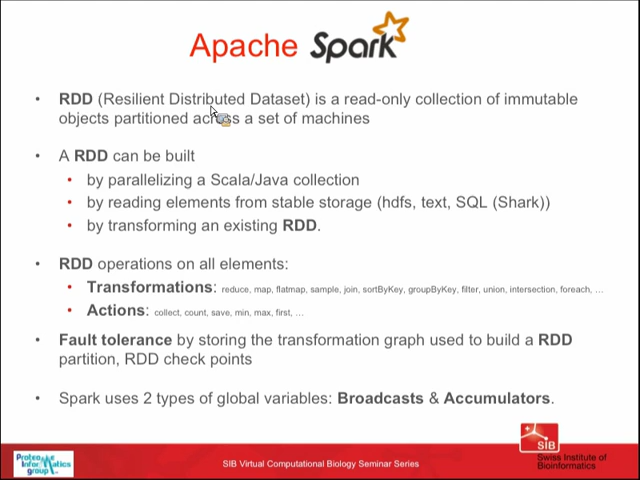 Apache Spark
• RDD (Resilient Distributed Dataset) is a read-only collection of immutable
objects partitioned across a set of machines
• A RDD can be built
• by parallelizing a Scala/Java collection
• by reading elements from stable storage (hdfs, text, SQL (Shark))
• by transforming an existing RDD.
• RDD operations on all elements:
• Transformations: reduce, map, flatmap, sample, join, sortByKey, groupByKey, filter, union, intersection, foreach, …
• Actions: collect, count, save, min, max, first, …
• Fault tolerance by storing the transformation graph used to build a RDD
partition, RDD check points
• Spark uses 2 types of global variables: Broadcasts & Accumulators.
Proteome
Informatics
group
SIB Virtual Computational Biology Seminar Series
SIB
Swiss Institute of
Bioinformatics